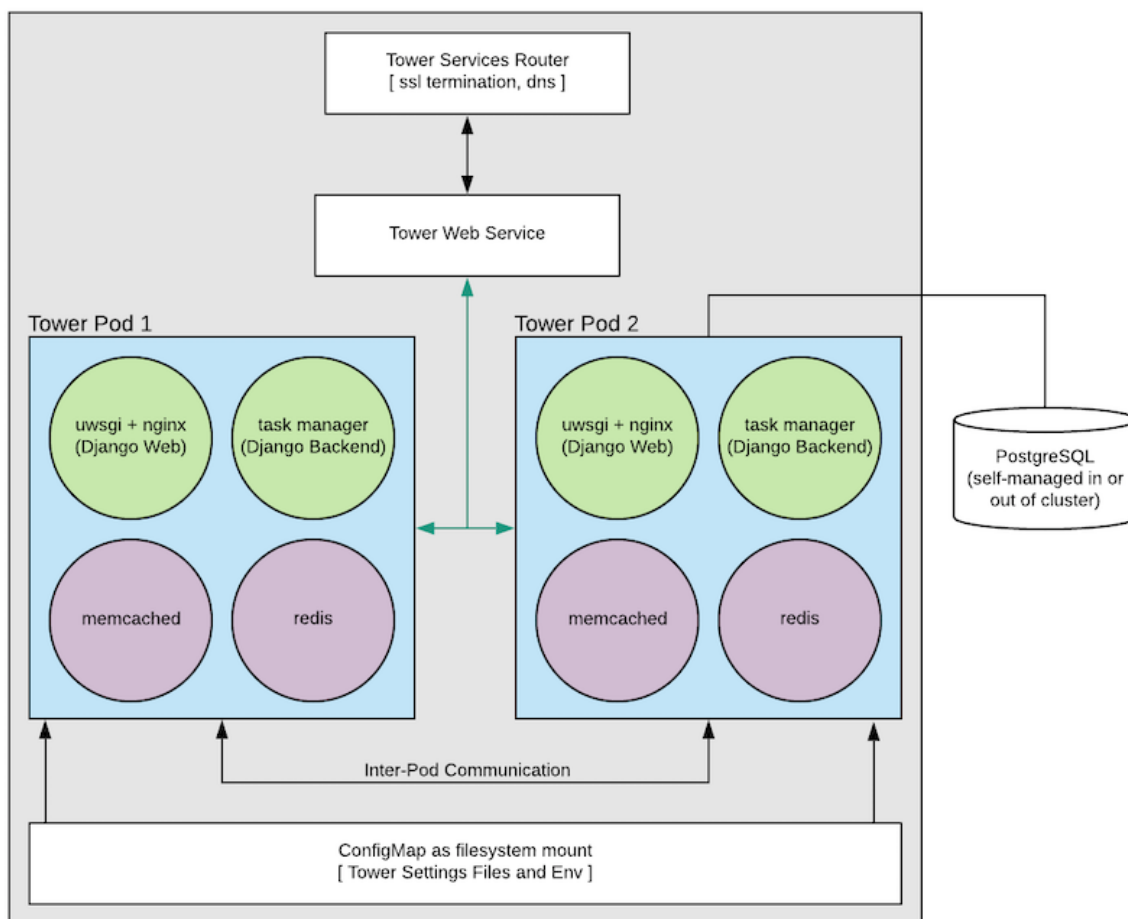 Tower Services Router
[ ssl termination, dns ]
Tower Web Service
Tower Pod 1
Tower Pod 2
uwsgi + nginx
(Django Web)
task manager
(Django Backend)
uwsgi + nginx
(Django Web)
task manager
(Django Backend)
PostgreSQL
(self-managed in or
out of cluster)
memcached
redis
memcached
redis
Inter-Pod Communication
ConfigMap as filesystem mount
[ Tower Settings Files and Env ]